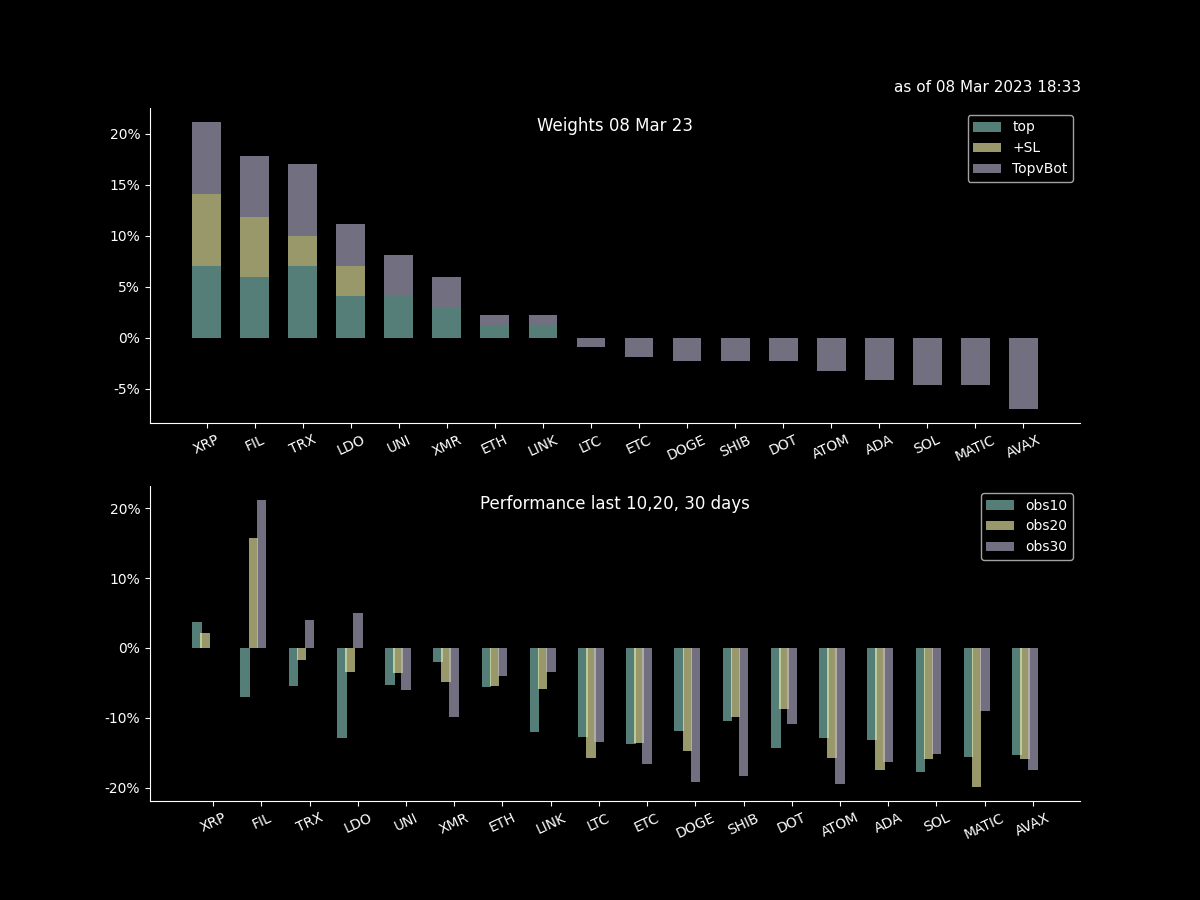 as of 08 Mar 2023 18:33
Weights 08 Mar 23
top
+SL
TopvBot
20%
15%
10%
5%
0%
-5%
XRP FIL TRX LDO UNI XMR ETH LINK LTC ETC DOGE SHIB DOT ATOM ADA SOL MATIC AVAX
Performance last 10,20, 30 days
obs10
obs20
obs30
20%
10%
0%
-10%
-20%
XRP FIL TRX LDO UNI XMR ETH LINK LTC ETC DOGE SHIB DOT ATOM ADA SOL MATIC AVAX